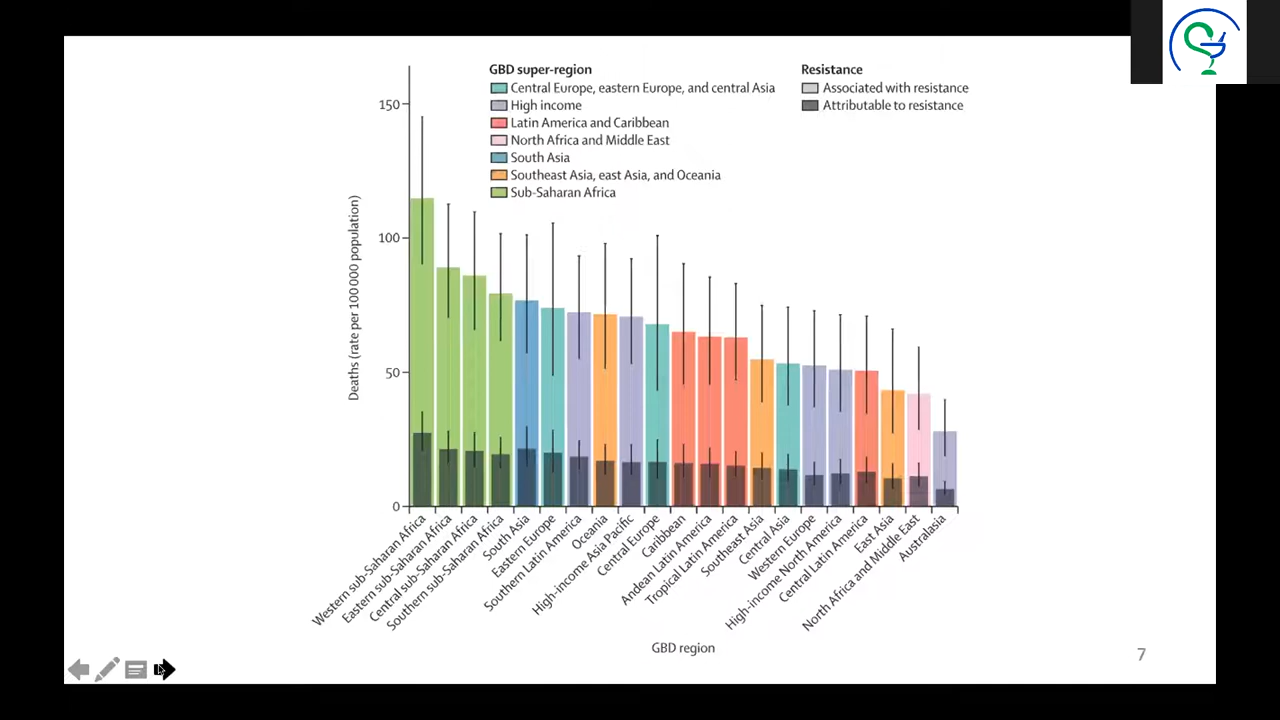 GBD super-region
Central Europe, eastern Europe, and central Asia
High income
Latin America and Caribbean
North Africa and Middle East
South Asia
Southeast Asia, east Asia, and Oceania
Sub-Saharan Africa
Resistance
Associated with resistance
Attributable to resistance
Deaths (rate per 100 000 population)
150
100
50
0
Western sub-Saharan Africa
Eastern sub-Saharan Africa
Central sub-Saharan Africa
Southern sub-Saharan Africa
South Asia
Eastern Europe
Southern Latin America
Oceania
High-income Asia Pacific
Central Europe
Caribbean
Andean Latin America
Tropical Latin America
Southeast Asia
Central Asia
Western Europe
High-income North America
Central Latin America
East Asia
North Africa and Middle East
Australasia
GBD region
7